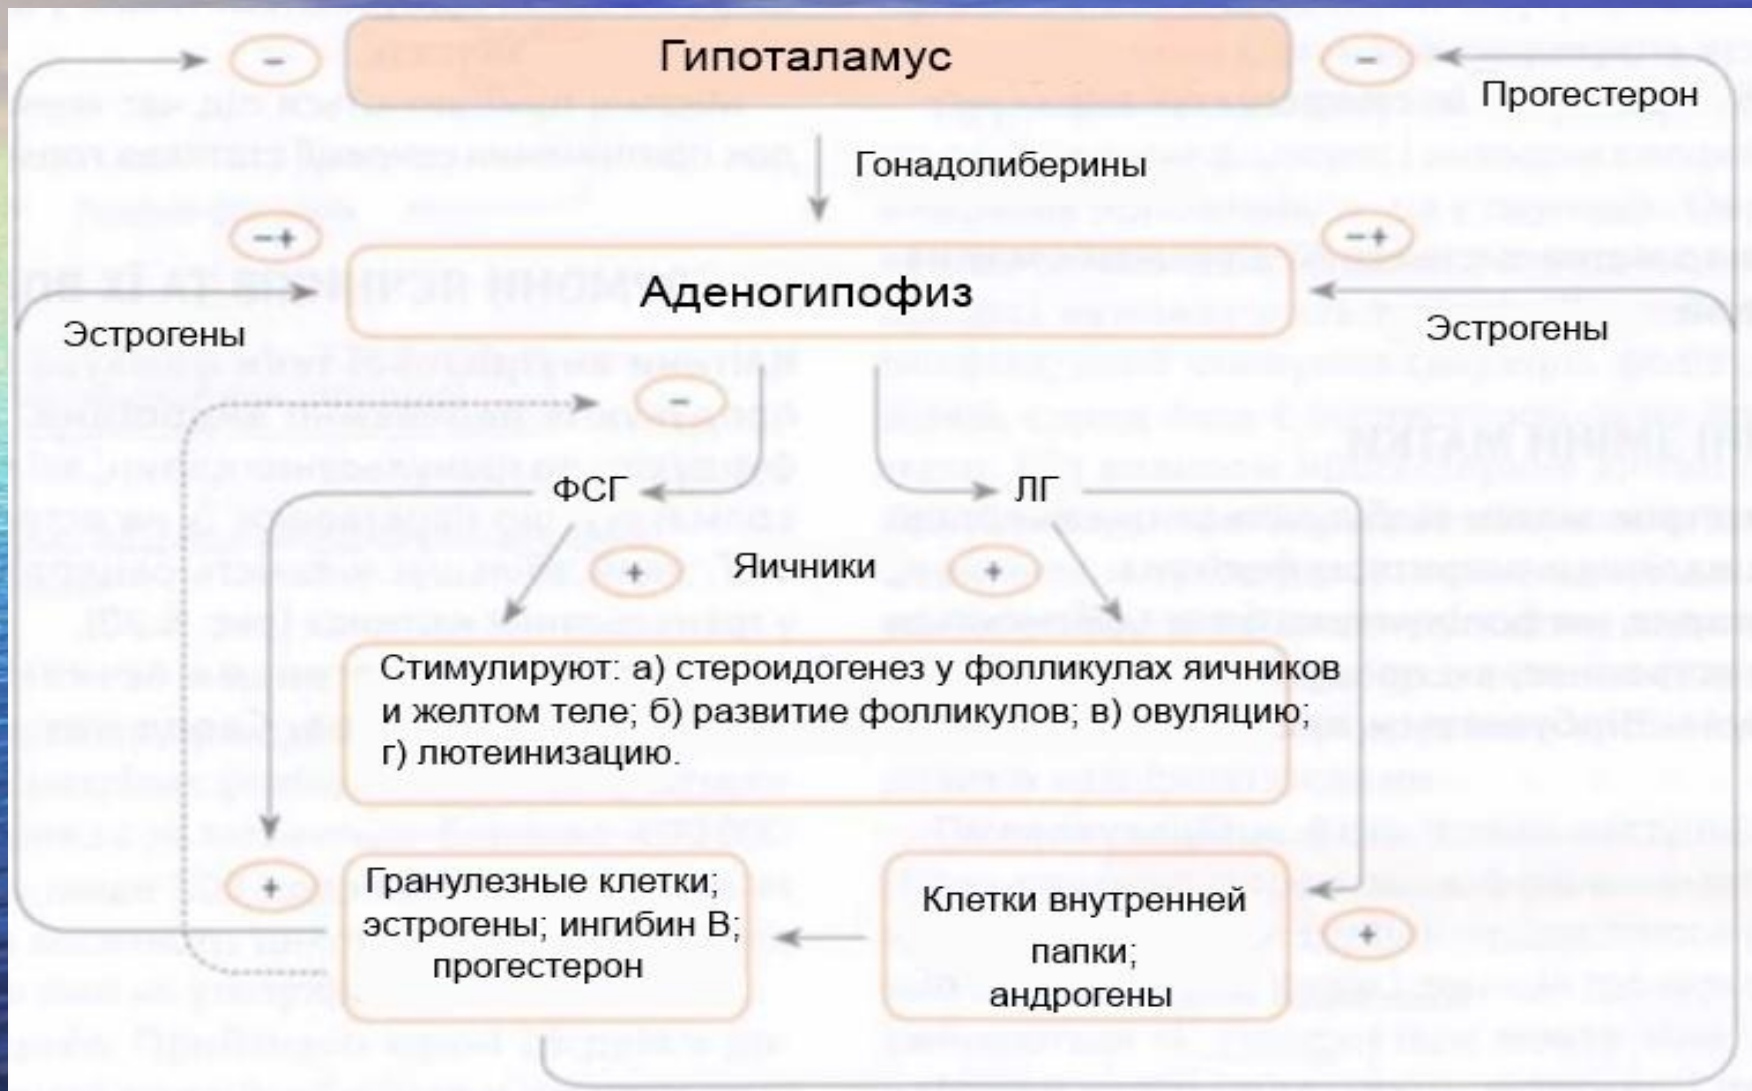 -
Гипоталамус
-
Прогестерон
Гонадолиберины
-+
-+
Аденогипофиз
Эстрогены
Эстрогены
-
ФСГ
ЛГ
+
Яичники
+
Стимулируют: а) стероидогенез у фолликулах яичников
и желтом теле; б) развитие фолликулов; в) овуляцию;
г) лютеинизацию.
+
Гранулезные клетки;
эстрогены; ингибин В;
прогестерон
Клетки внутренней
папки;
андрогены
+